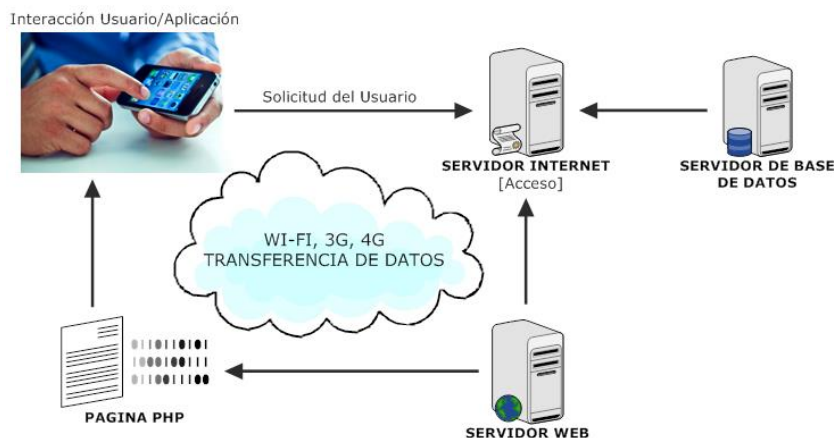 Interacción Usuario/Aplicación
Solicitud del Usuario
SERVIDOR INTERNET
[Acceso]
SERVIDOR DE BASE
DE DATOS
WI-FI, 3G, 4G
TRANSFERENCIA DE DATOS
PAGINA PHP
SERVIDOR WEB